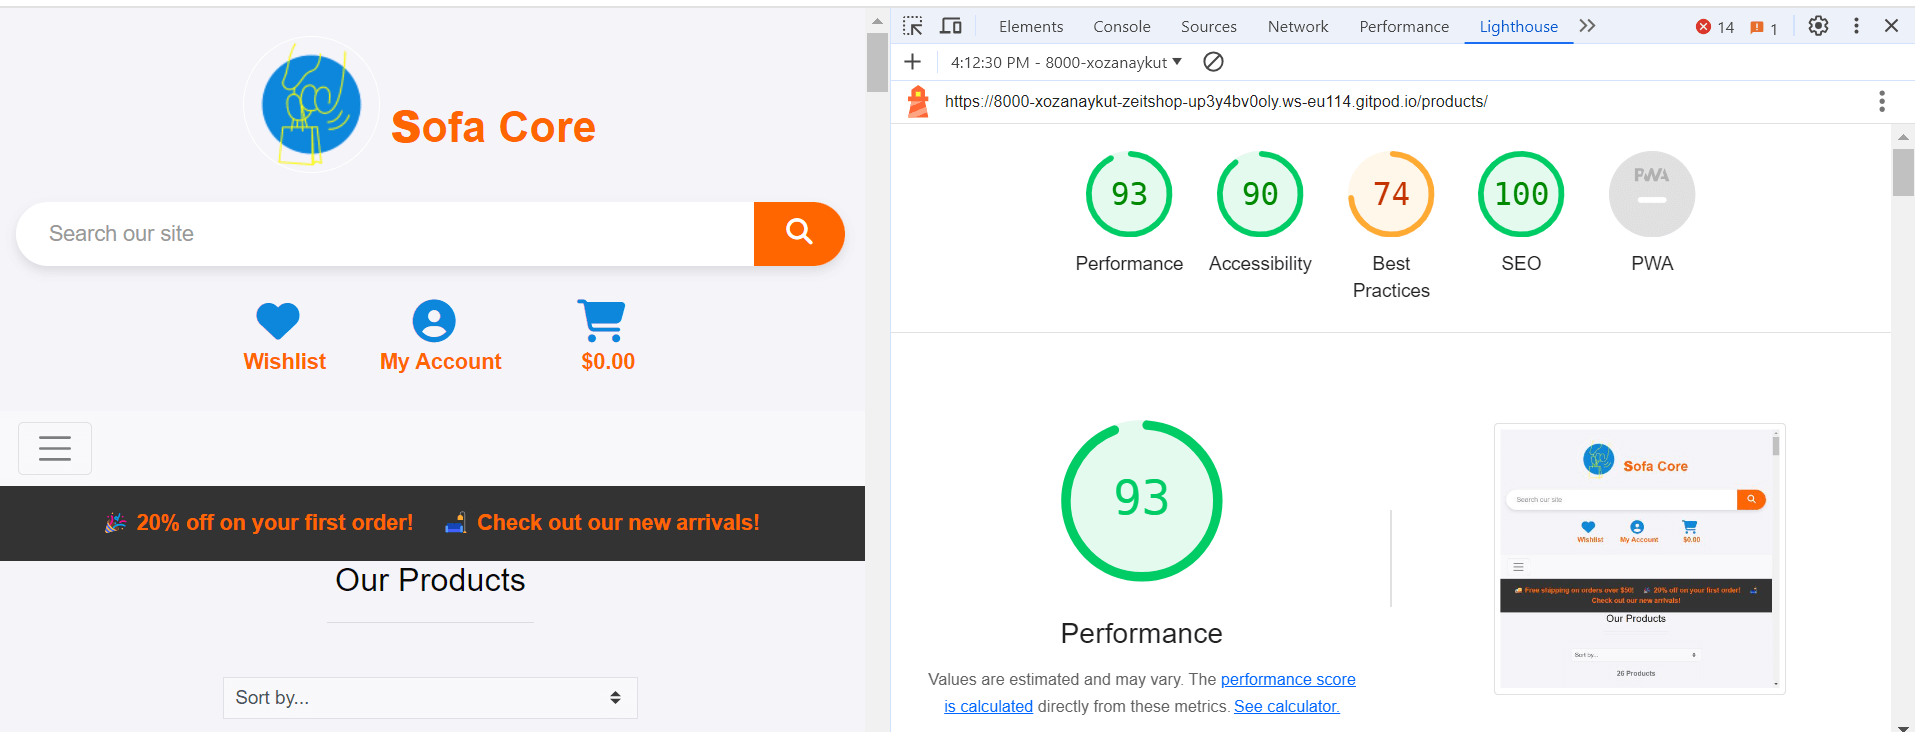 Sofa Core
Search our site
Wishlist
My Account
$0.00
🎉 20% off on your first order! 🛋️ Check out our new arrivals!
Our Products
Sort by...
Elements Console Sources Network Performance Lighthouse 14 1
4:12:30 PM - 8000-xozanaykut
https://8000-xozanaykut-zeitshop-up3y4bv0oly.ws-eu114.gitpod.io/products/
93 90 74 100 PWA
Performance Accessibility Best Practices SEO PWA
93
Performance
Values are estimated and may vary. The performance score
is calculated directly from these metrics. See calculator.
Sofa Core
Search our site
Wishlist My Account $0.00
🚚 Free shipping on orders over $50! 🎉 20% off on your first order! 🛋️
Check out our new arrivals!
Our Products
Sort by...
26 Products